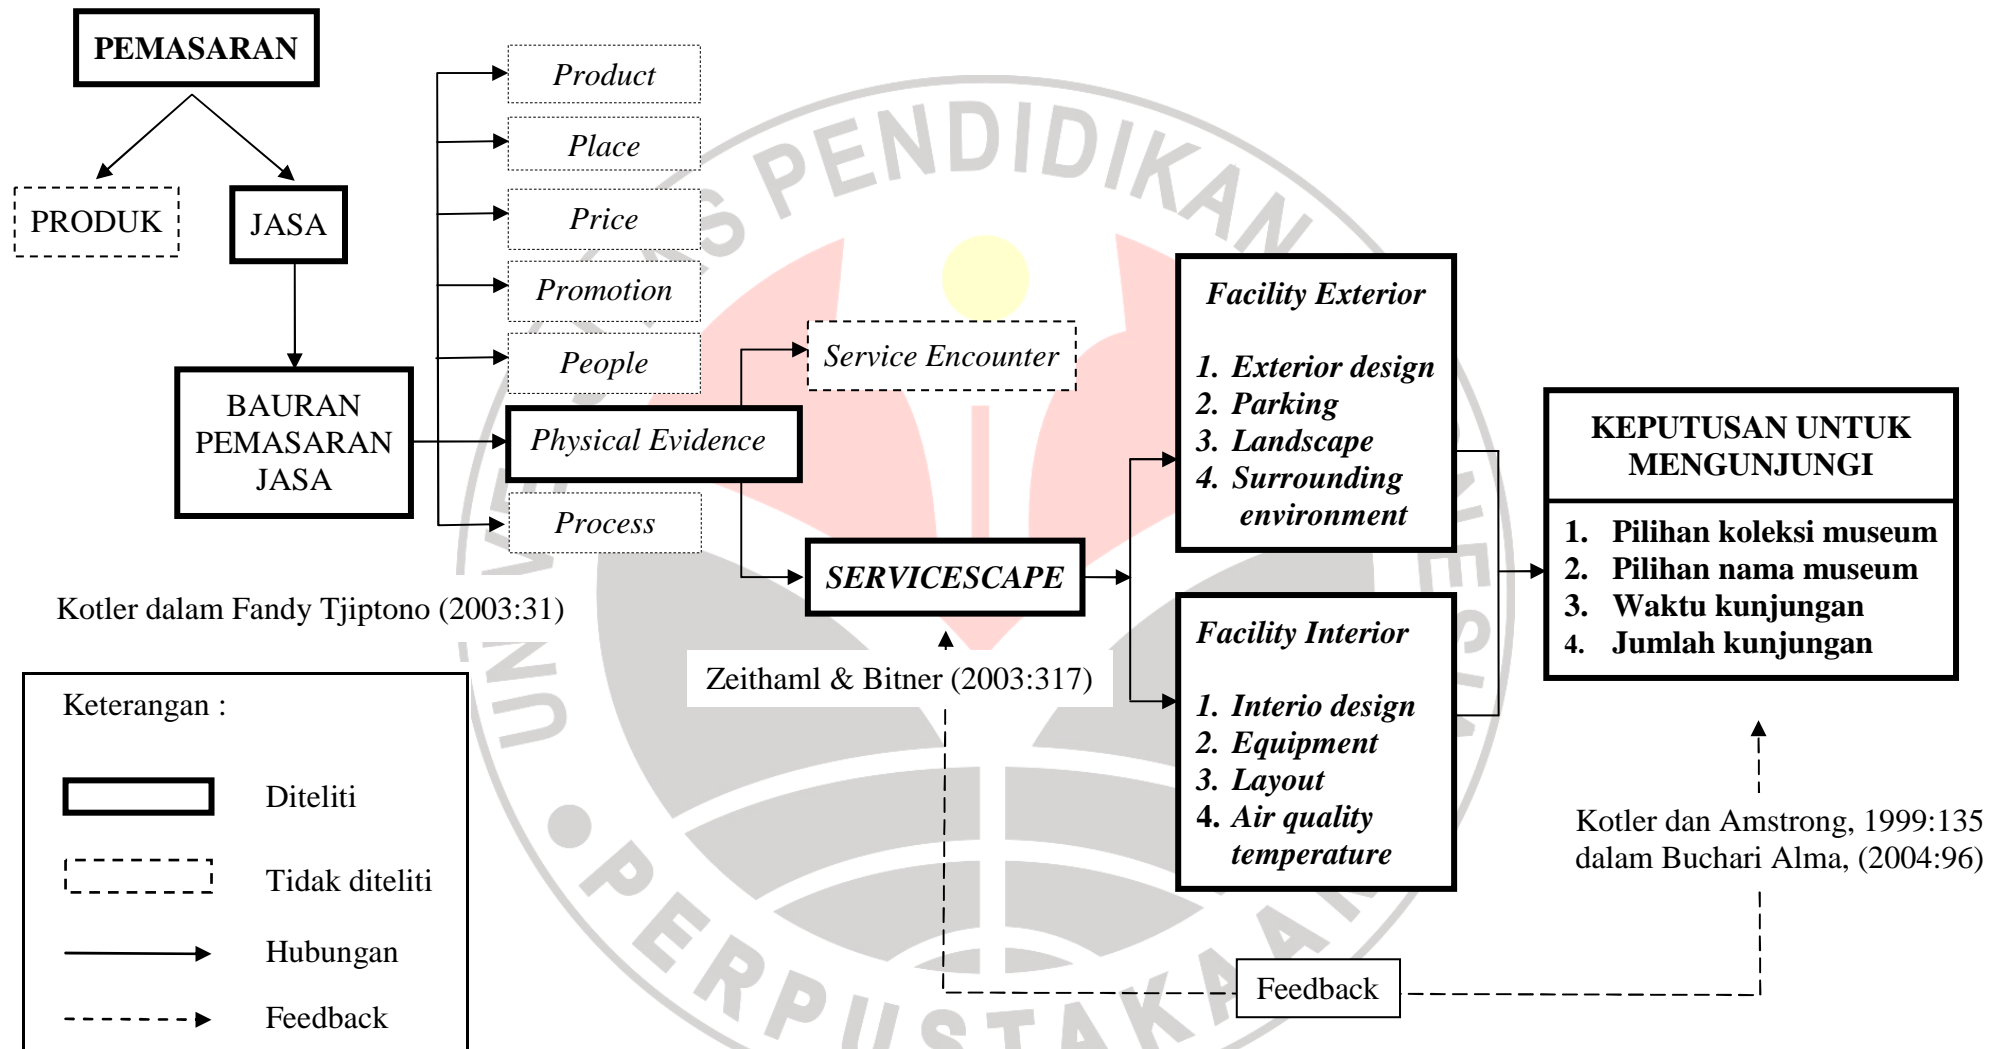 PEMASARAN
PRODUK
JASA
BAURAN
PEMASARAN
JASA
Product
Place
Price
Promotion
People
Physical Evidence
Process
Kotler dalam Fandy Tjiptono (2003:31)
Service Encounter
SERVICESCAPE
Zeithaml & Bitner (2003:317)
Facility Exterior
1. Exterior design
2. Parking
3. Landscape
4. Surrounding
environment
Facility Interior
1. Interio design
2. Equipment
3. Layout
4. Air quality
temperature
KEPUTUSAN UNTUK
MENGUNJUNGI
1. Pilihan koleksi museum
2. Pilihan nama museum
3. Waktu kunjungan
4. Jumlah kunjungan
Kotler dan Amstrong, 1999:135
dalam Buchari Alma, (2004:96)
Feedback
Keterangan :
Diteliti
Tidak diteliti
Hubungan
Feedback
PENDIDIKAN
PERPUSTAKAAN